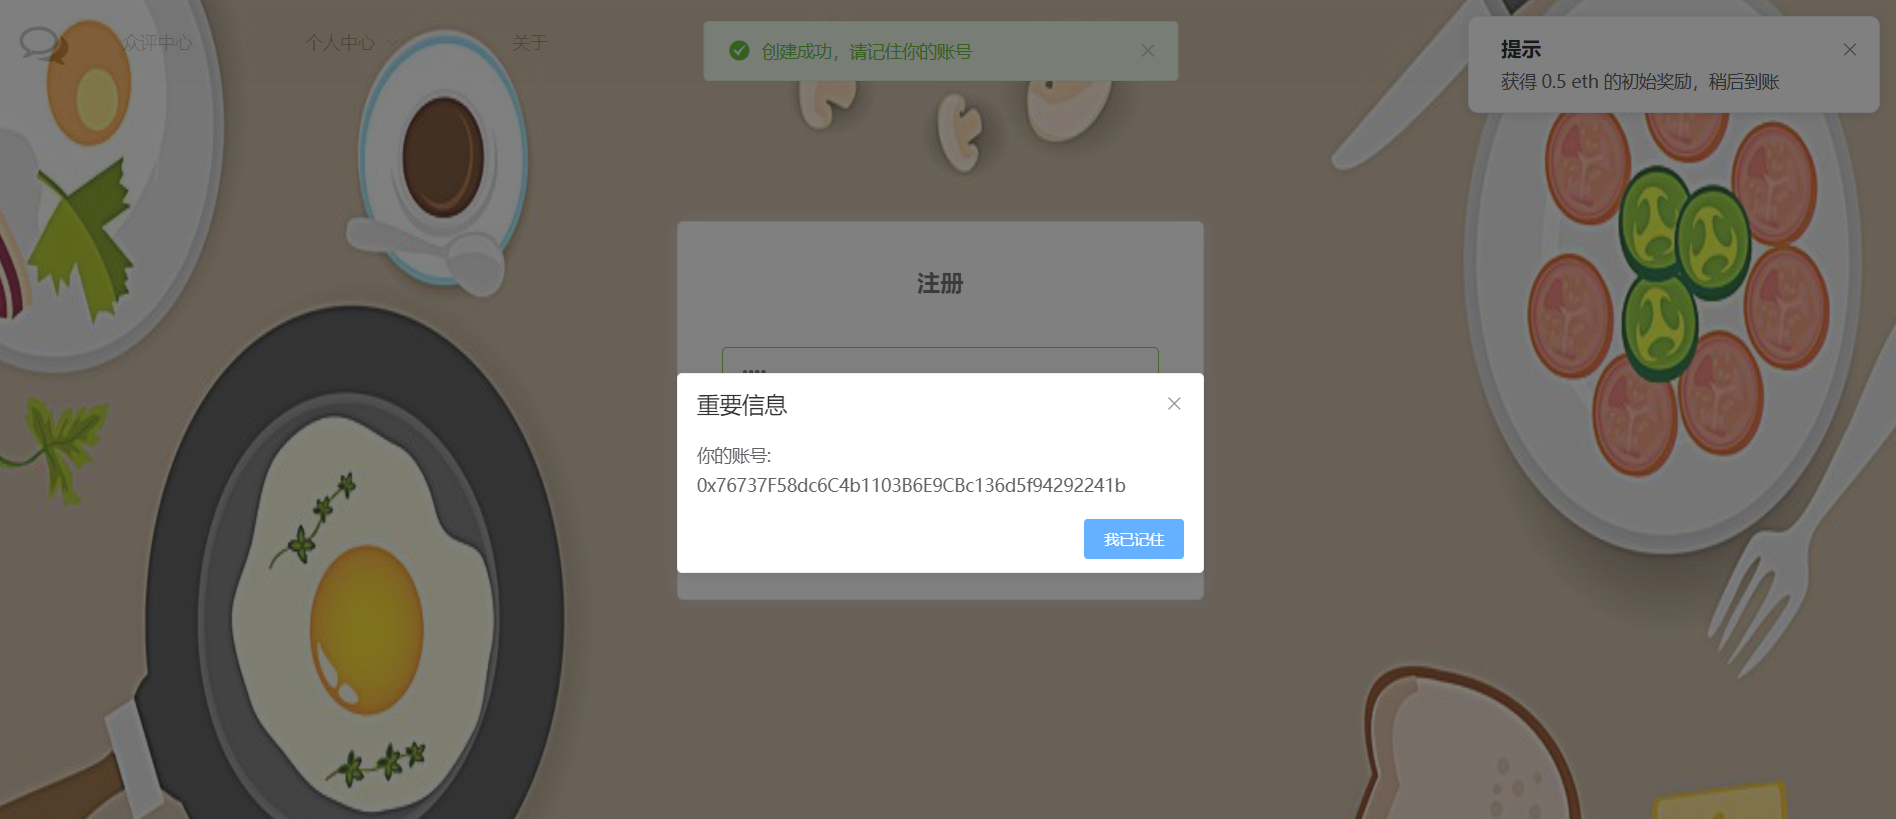 众评中心
个人中心
关于
创建成功，请记住你的账号
提示
获得 0.5 eth 的初始奖励，稍后到账
注册
重要信息
你的账号:
0x76737F58dc6C4b1103B6E9CBc136d5f94292241b
我已记住